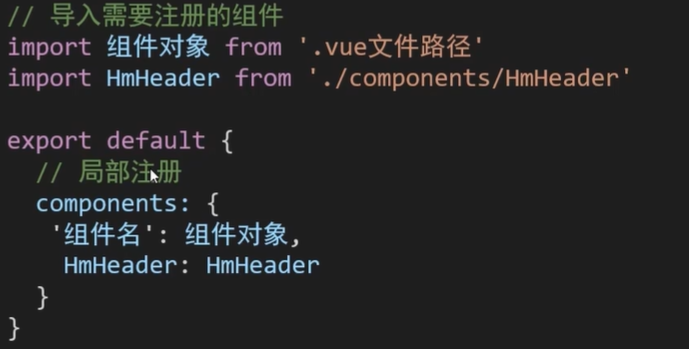 // 导入需要注册的组件
import 组件对象 from '.vue文件路径'
import HmHeader from './components/HmHeader'

export default {
  // 局部注册
  components: {
   '组件名': 组件对象,
    HmHeader: HmHeader
  }
}